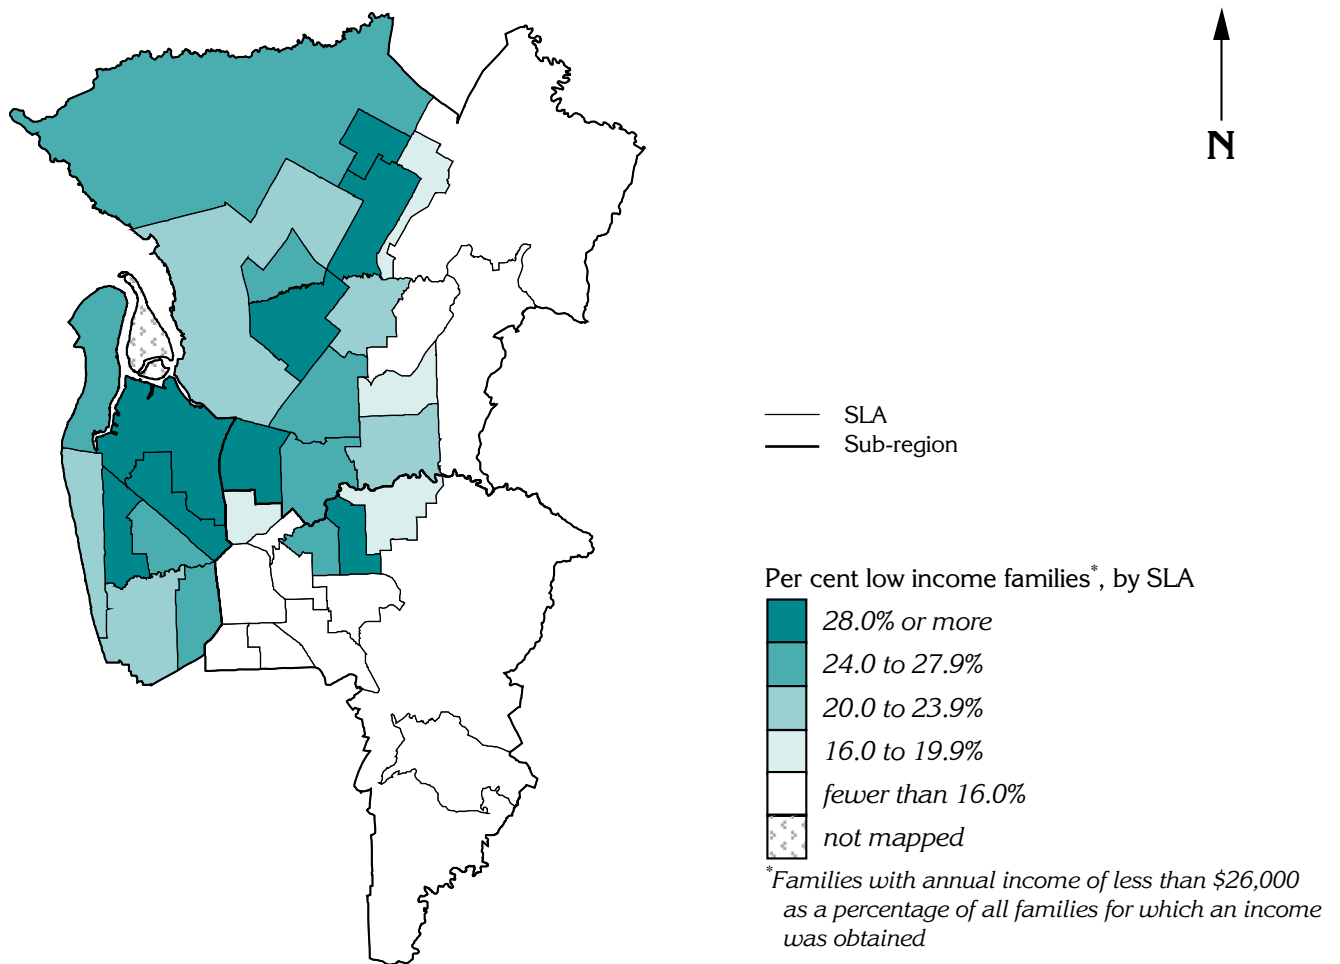 N
SLA
Sub-region
Per cent low income families*, by SLA
28.0% or more
24.0 to 27.9%
20.0 to 23.9%
16.0 to 19.9%
fewer than 16.0%
not mapped
*Families with annual income of less than $26,000
as a percentage of all families for which an income
was obtained